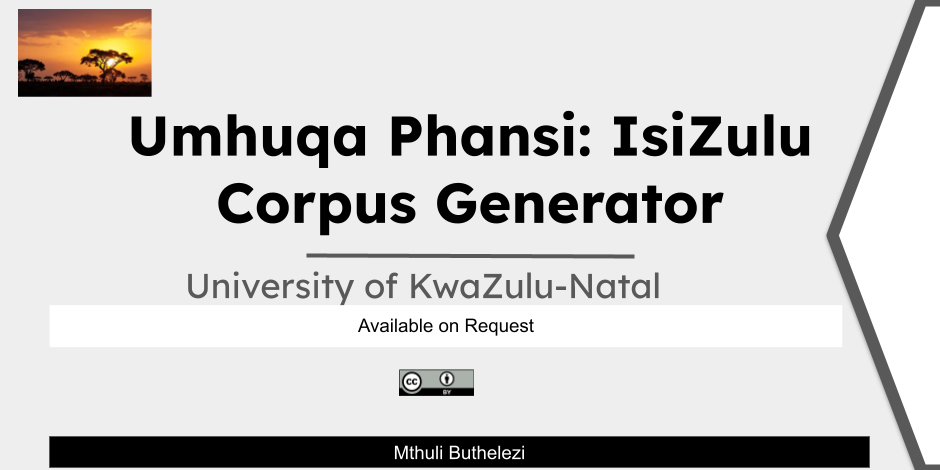 Umhuqa Phansi: IsiZulu
Corpus Generator
University of KwaZulu-Natal
Available on Request
cc
BY
Mthuli Buthelezi